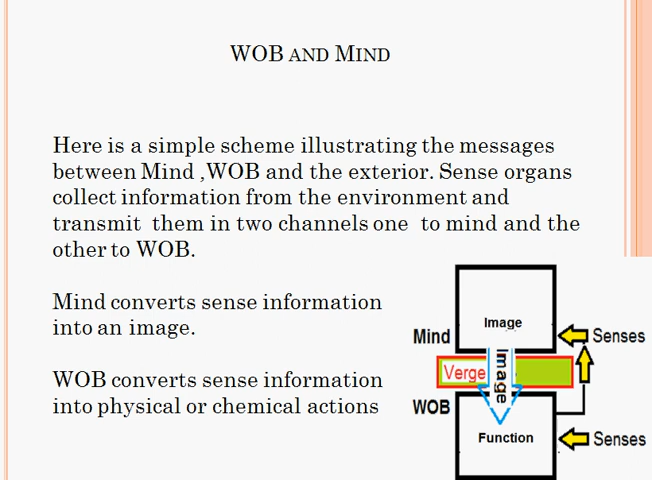 WOB AND MIND
Here is a simple scheme illustrating the messages
between Mind ,WOB and the exterior. Sense organs
collect information from the environment and
transmit them in two channels one to mind and the
other to WOB.
Mind converts sense information
into an image.
WOB converts sense information
into physical or chemical actions
Image
Mind
Senses
Verge
Image
WOB
Function
Senses